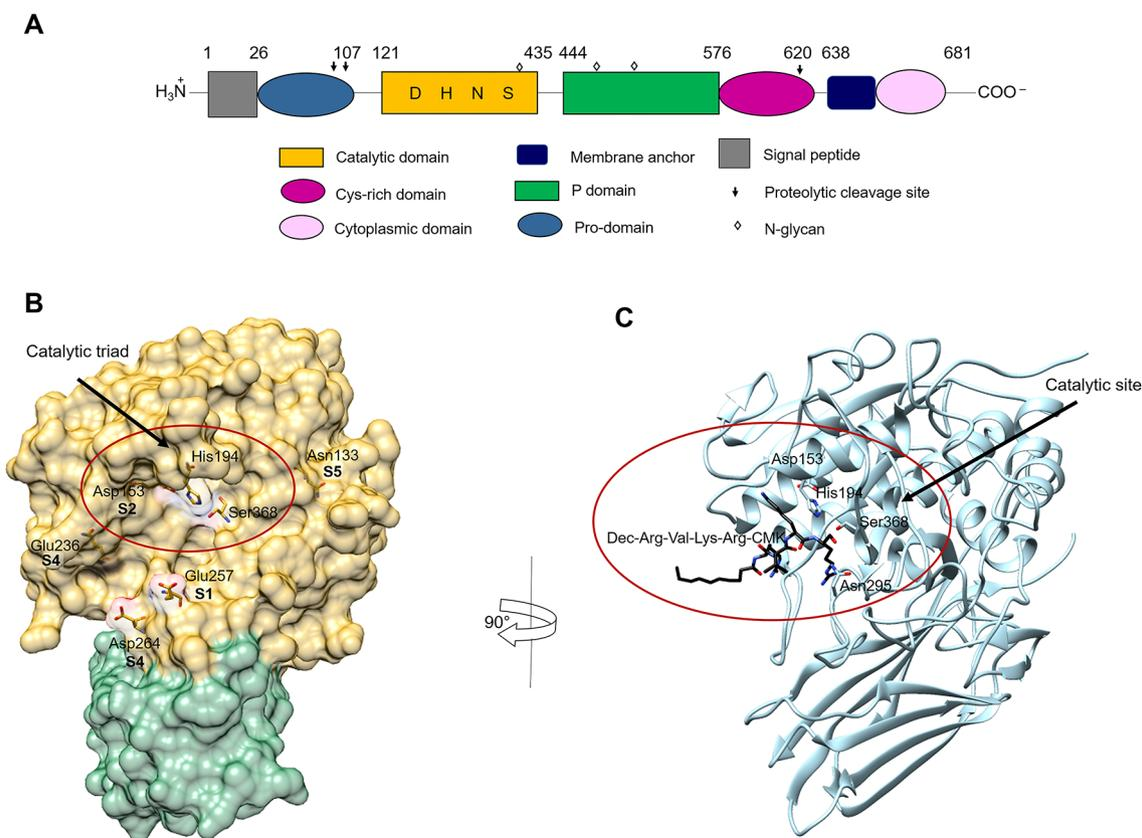 A
1 26 107 121 435 444 576 620 638 681
H₃N⁺ D H N S COO⁻
Catalytic domain Membrane anchor Signal peptide
Cys-rich domain P domain Proteolytic cleavage site
Cytoplasmic domain Pro-domain N-glycan
B
Catalytic triad
His194
Asn133
S5
Asp153
S2
Ser368
Glu236
S4
Glu257
S1
Asp264
S4
90°
C
Catalytic site
Asp153
His194
Ser368
Dec-Arg-Val-Lys-Arg-CMK
Asn295